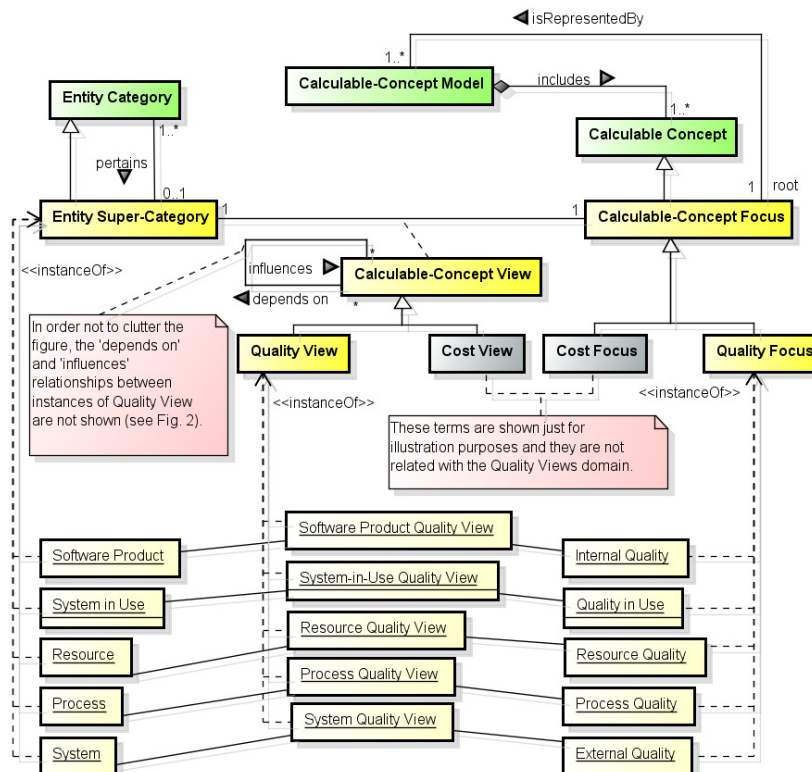 isRepresentedBy
1..*
Calculable-Concept Model
includes
Entity Category
1..*
1..*
Calculable Concept
pertains
0..1
1
root
Entity Super-Category
1
1
Calculable-Concept Focus
<<instanceOf>>
influences
*
Calculable-Concept View
depends on
*
In order not to clutter the
figure, the 'depends on'
and 'influences'
relationships between
instances of Quality View
are not shown (see Fig. 2).
Quality View
Cost View
Cost Focus
Quality Focus
<<instanceOf>>
<<instanceOf>>
These terms are shown just for
illustration purposes and they are not
related with the Quality Views domain.
Software Product
Software Product Quality View
Internal Quality
System in Use
System-in-Use Quality View
Quality in Use
Resource
Resource Quality View
Resource Quality
Process
Process Quality View
Process Quality
System
System Quality View
External Quality